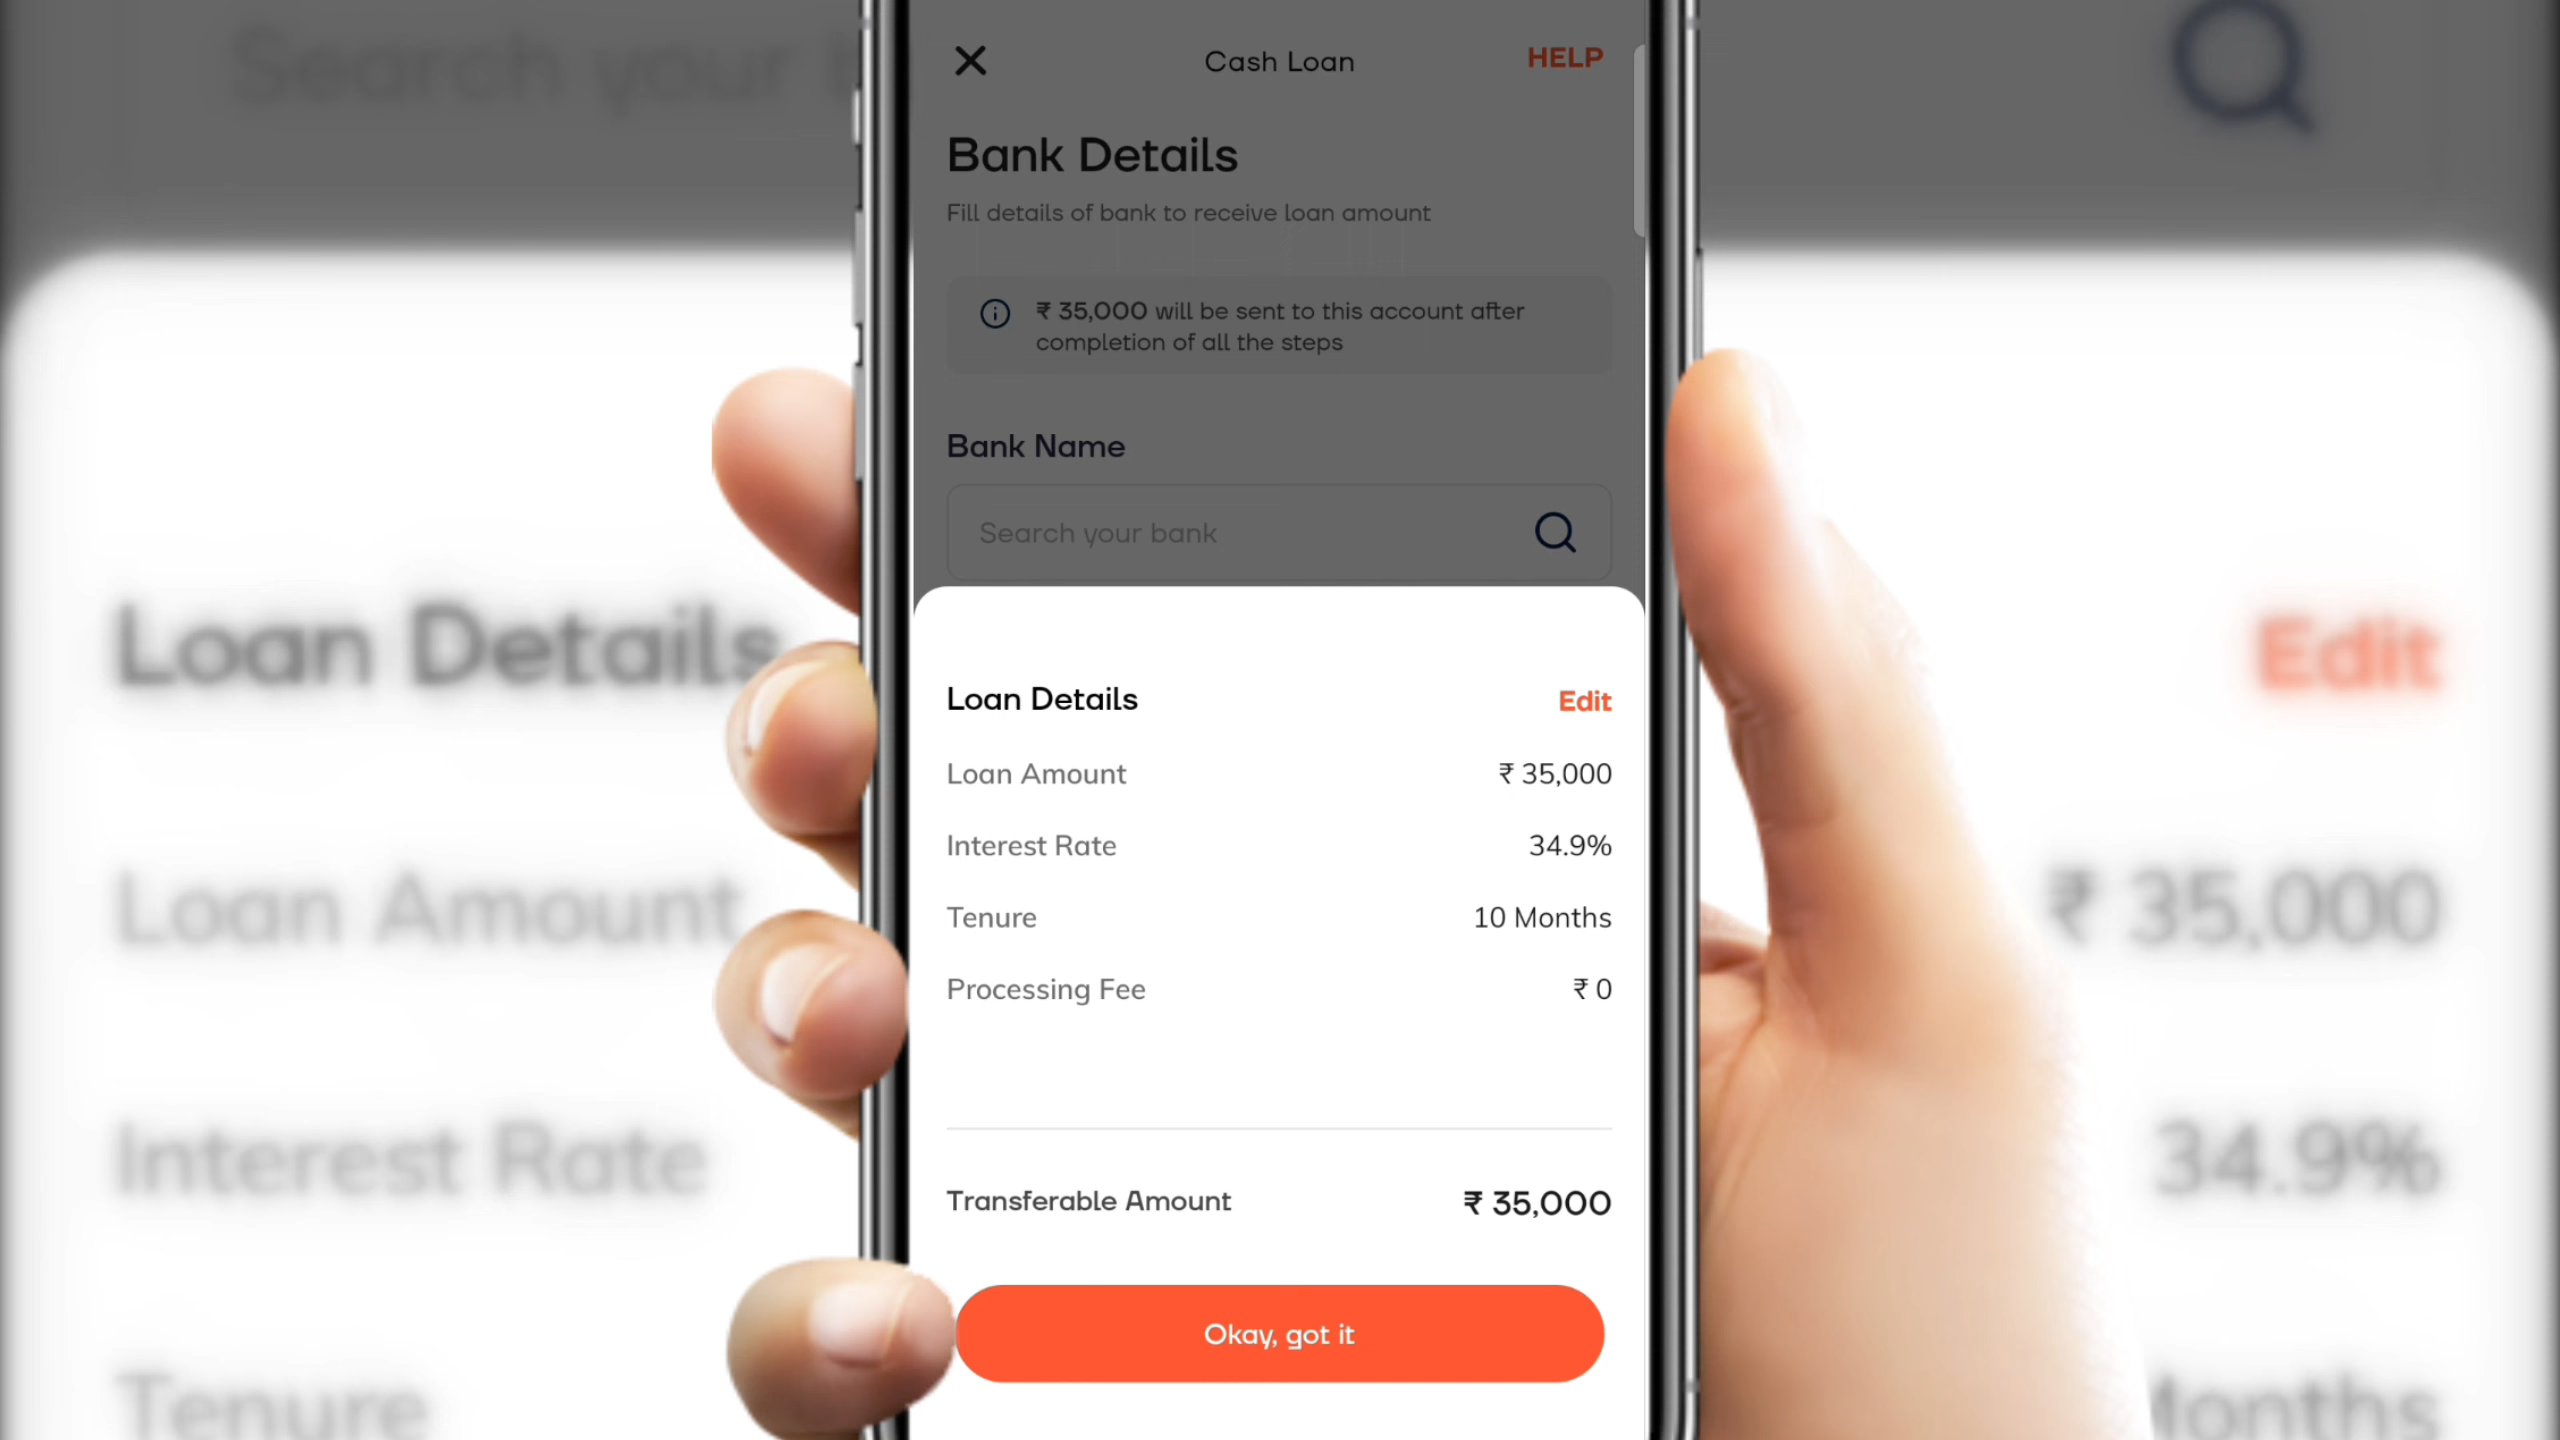 Search your
Cash Loan
HELP
Bank Details
Fill details of bank to receive loan amount
₹ 35,000 will be sent to this account after
completion of all the steps
Bank Name
Search your bank
Loan Details
Edit
Loan Amount
₹ 35,000
Interest Rate
34.9%
Tenure
10 Months
Processing Fee
₹ 0
Transferable Amount
₹ 35,000
Okay, got it
Loan Details
Edit
Loan Amount
₹ 35,000
Interest Rate
34.9%
Tenure